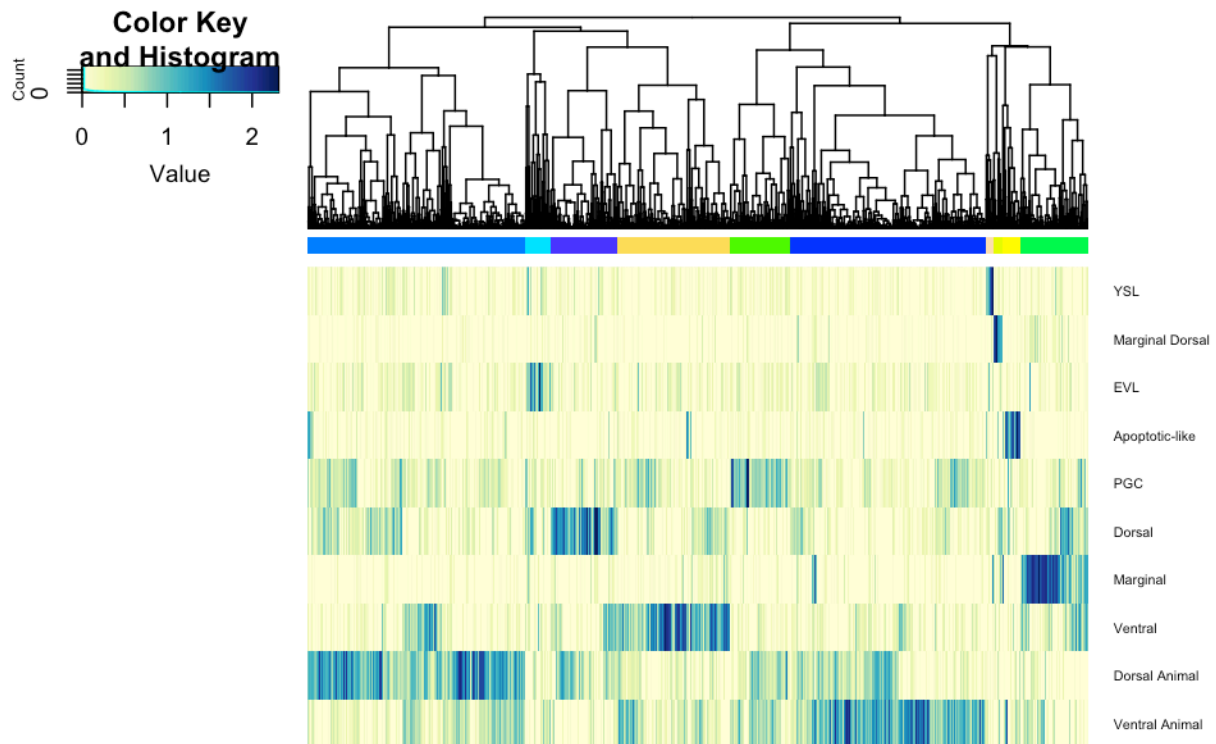 Color Key
and Histogram
Count
0
0 1 2
Value
YSL
Marginal Dorsal
EVL
Apoptotic-like
PGC
Dorsal
Marginal
Ventral
Dorsal Animal
Ventral Animal